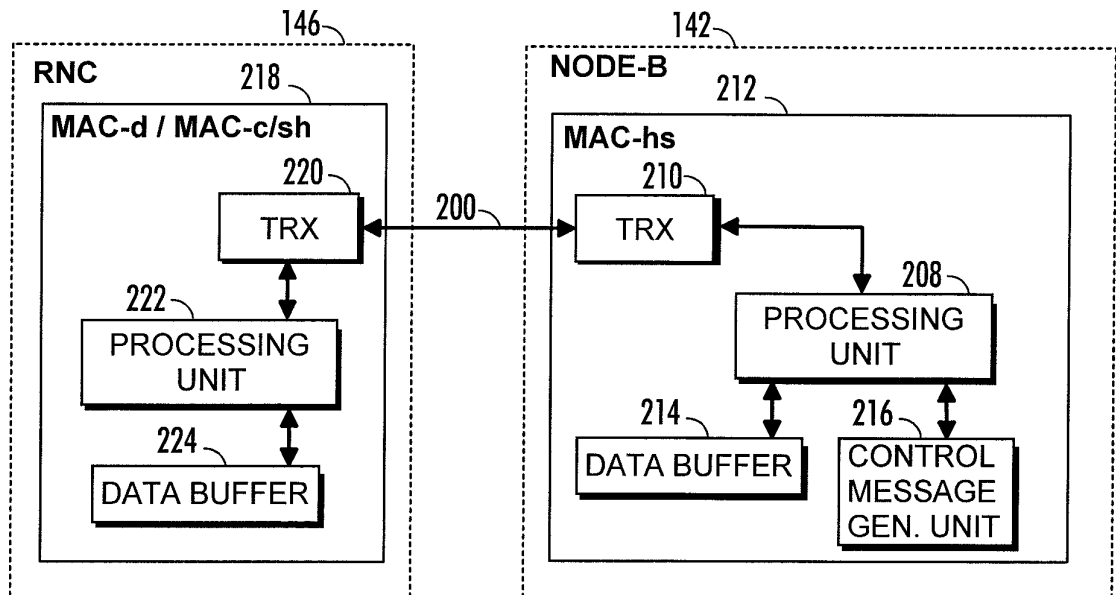 146
RNC
218
MAC-d / MAC-c/sh
220
TRX
222
PROCESSING
UNIT
224
DATA BUFFER
200
142
NODE-B
212
MAC-hs
210
TRX
208
PROCESSING
UNIT
214
DATA BUFFER
216
CONTROL
MESSAGE
GEN. UNIT